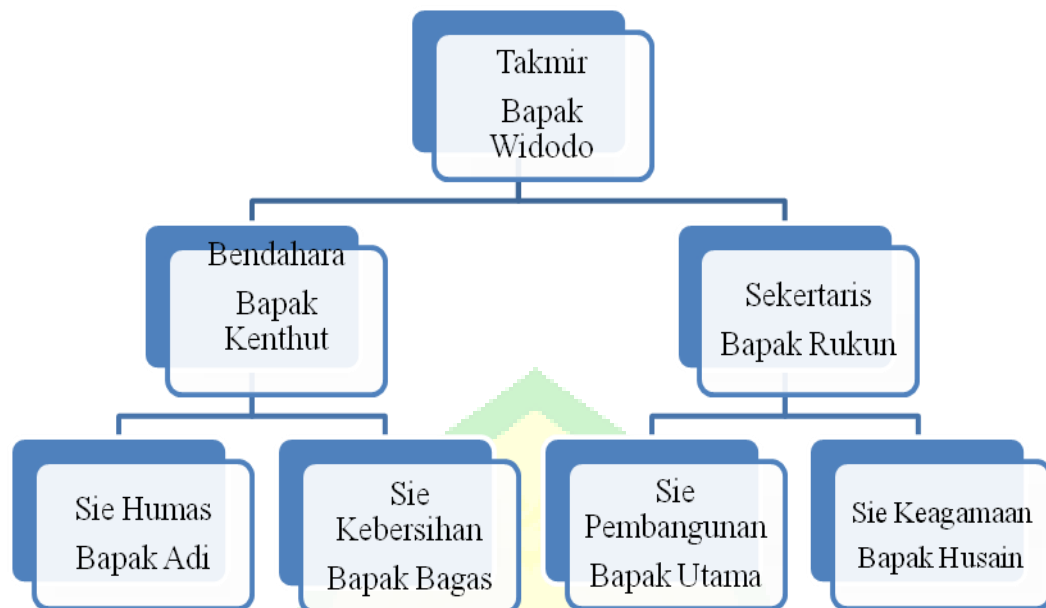 Takmir
Bapak
Widodo
Bendahara
Bapak
Kenthut
Sekertaris
Bapak Rukun
Sie Humas
Bapak Adi
Sie
Kebersihan
Bapak Bagas
Sie
Pembangunan
Bapak Utama
Sie Keagamaan
Bapak Husain